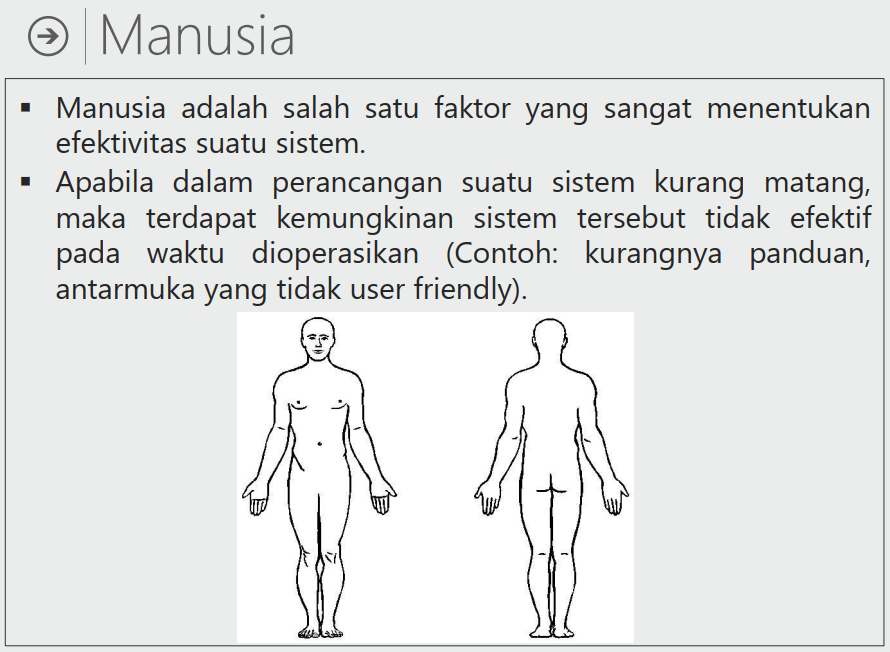 Manusia
▪ Manusia adalah salah satu faktor yang sangat menentukan
efektivitas suatu sistem.
▪ Apabila dalam perancangan suatu sistem kurang matang,
maka terdapat kemungkinan sistem tersebut tidak efektif
pada waktu dioperasikan (Contoh: kurangnya panduan,
antarmuka yang tidak user friendly).